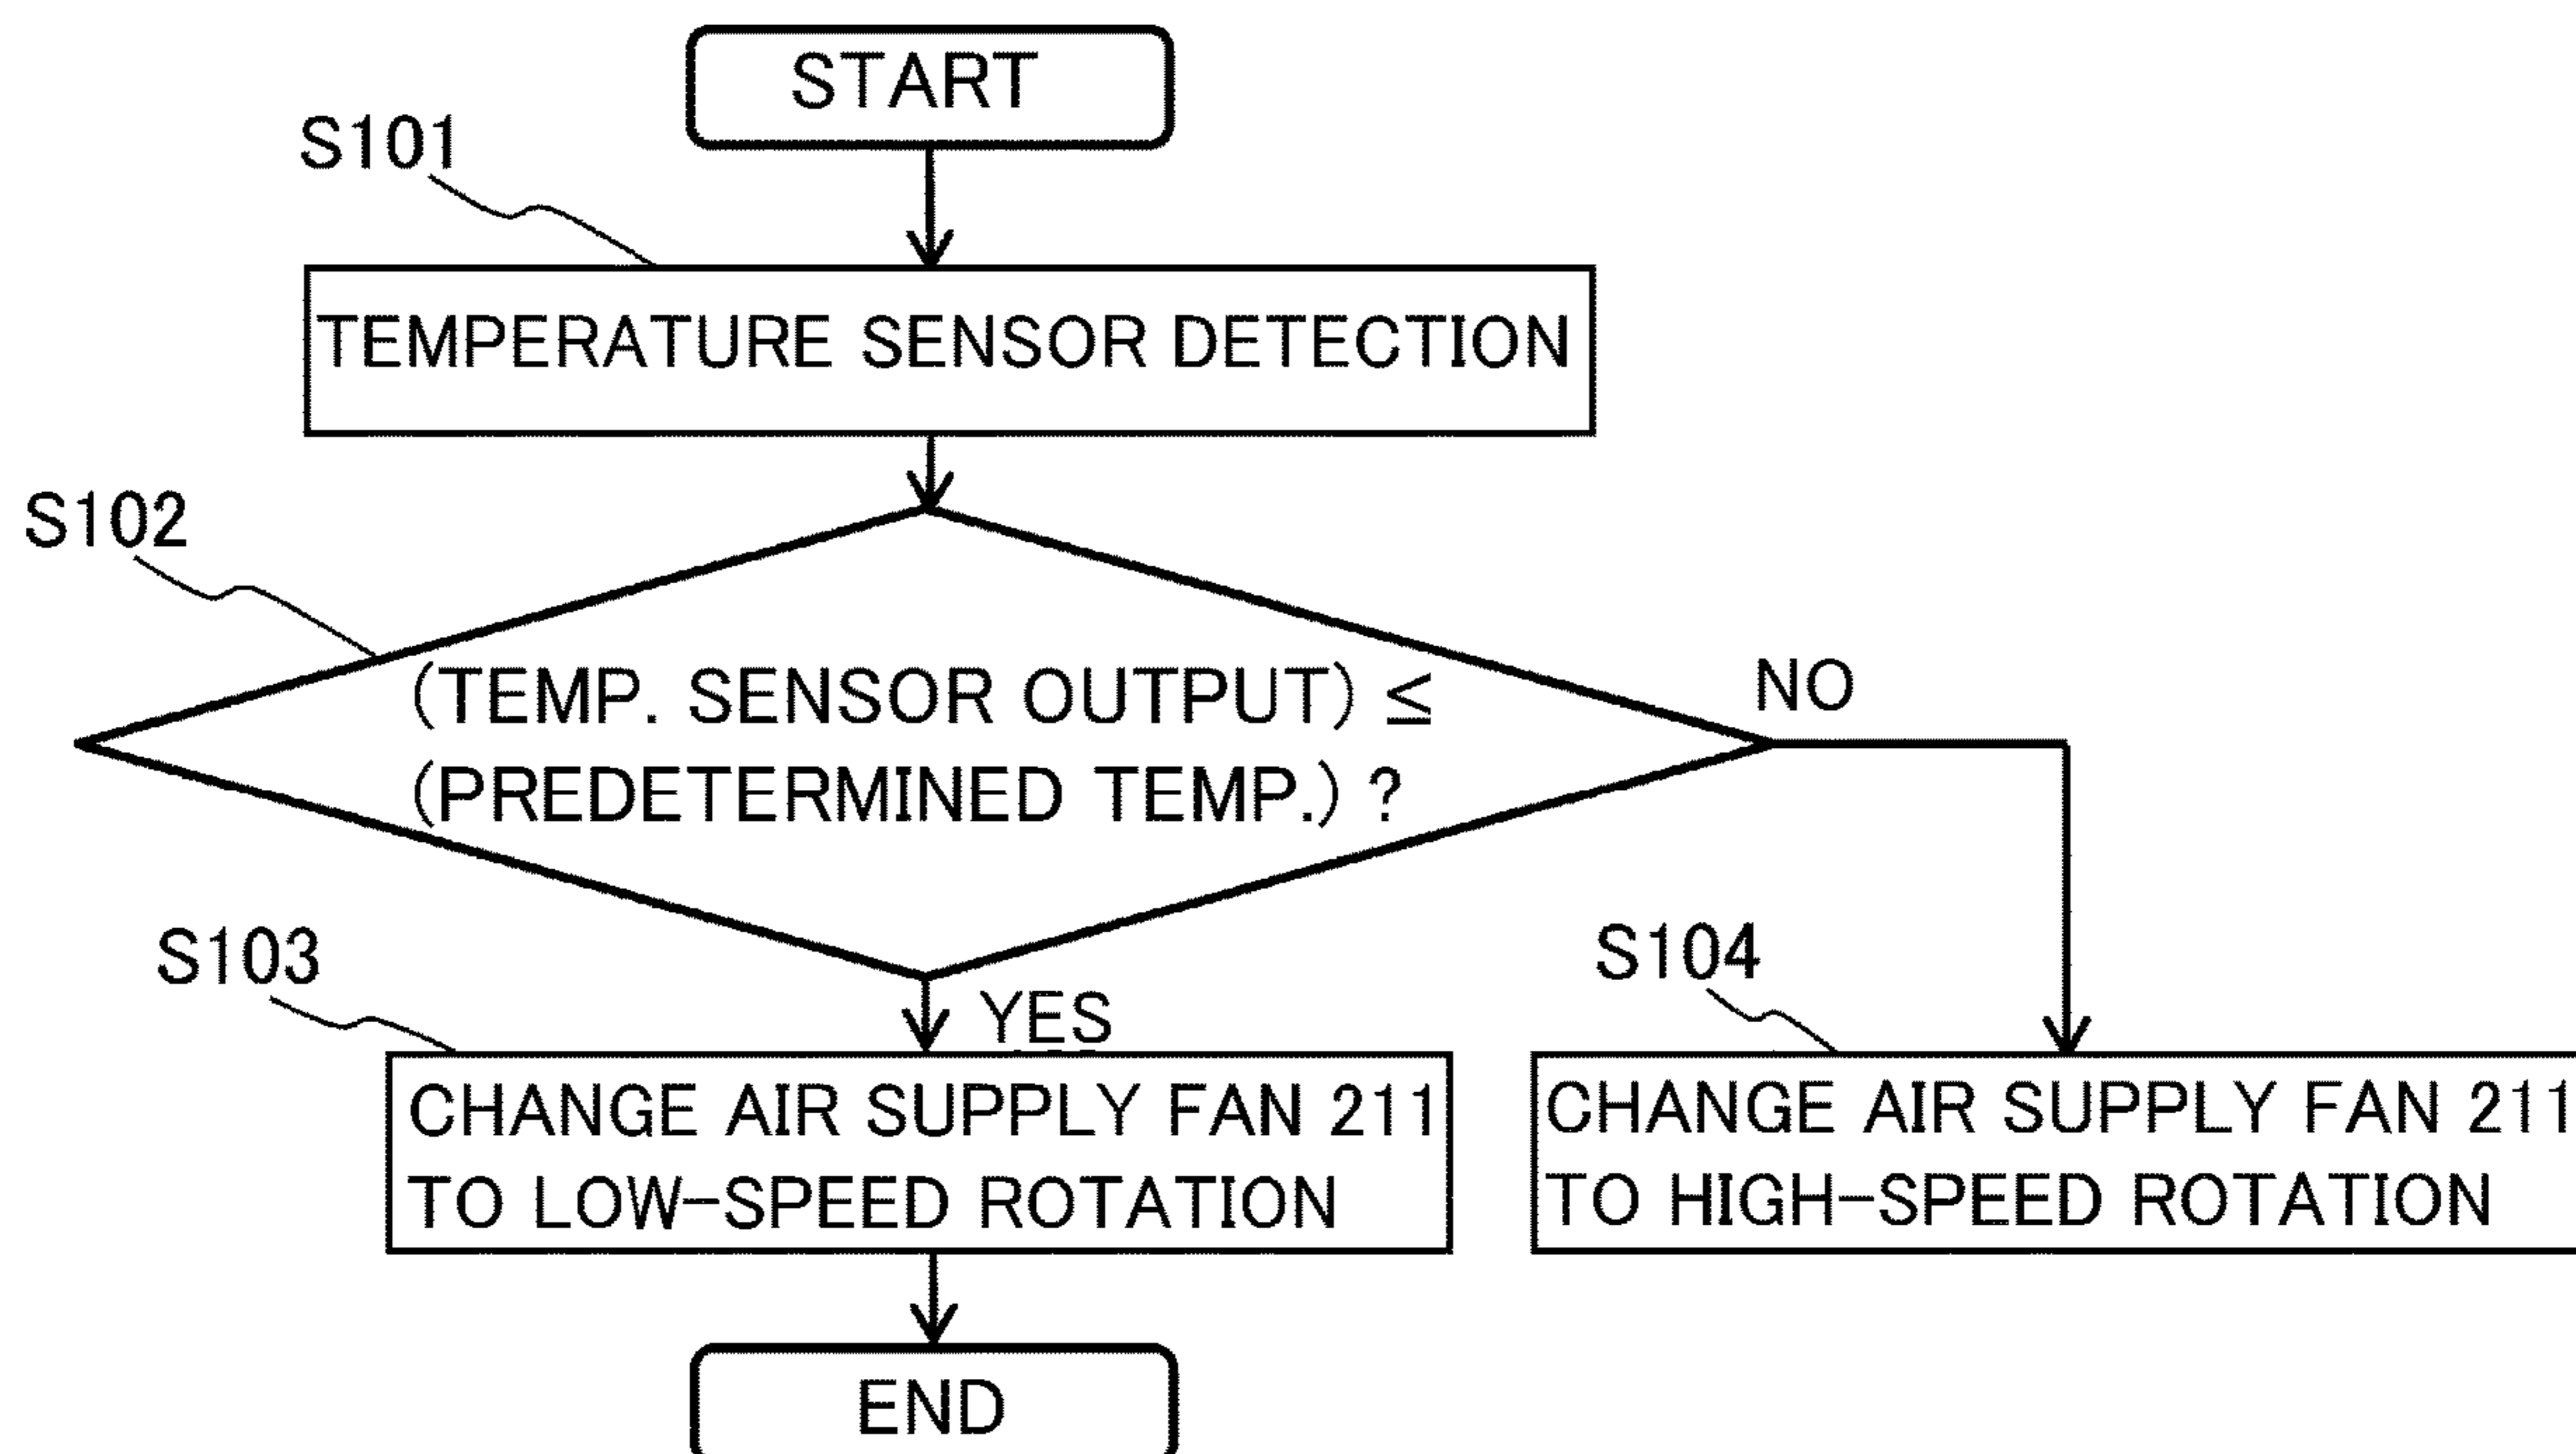 START
S101
TEMPERATURE SENSOR DETECTION
S102
(TEMP. SENSOR OUTPUT) ≤
(PREDETERMINED TEMP.) ?
NO
YES
S103
CHANGE AIR SUPPLY FAN 211
TO LOW-SPEED ROTATION
S104
CHANGE AIR SUPPLY FAN 211
TO HIGH-SPEED ROTATION
END